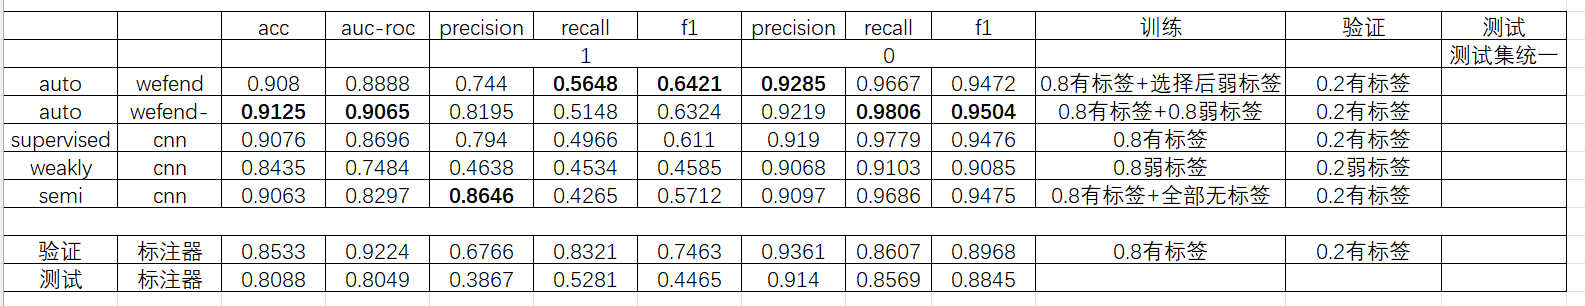 acc auc-roc precision recall f1 precision recall f1 训练 验证 测试
1 0 测试集统一
auto wefend 0.908 0.8888 0.744 0.5648 0.6421 0.9285 0.9667 0.9472 0.8有标签+选择后弱标签 0.2有标签
auto wefend- 0.9125 0.9065 0.8195 0.5148 0.6324 0.9219 0.9806 0.9504 0.8有标签+0.8弱标签 0.2有标签
supervised cnn 0.9076 0.8696 0.794 0.4966 0.611 0.919 0.9779 0.9476 0.8有标签 0.2有标签
weakly cnn 0.8435 0.7484 0.4638 0.4534 0.4585 0.9068 0.9103 0.9085 0.8弱标签 0.2弱标签
semi cnn 0.9063 0.8297 0.8646 0.4265 0.5712 0.9097 0.9686 0.9475 0.8有标签+全部无标签 0.2有标签
验证 标注器 0.8533 0.9224 0.6766 0.8321 0.7463 0.9361 0.8607 0.8968 0.8有标签 0.2有标签
测试 标注器 0.8088 0.8049 0.3867 0.5281 0.4465 0.914 0.8569 0.8845